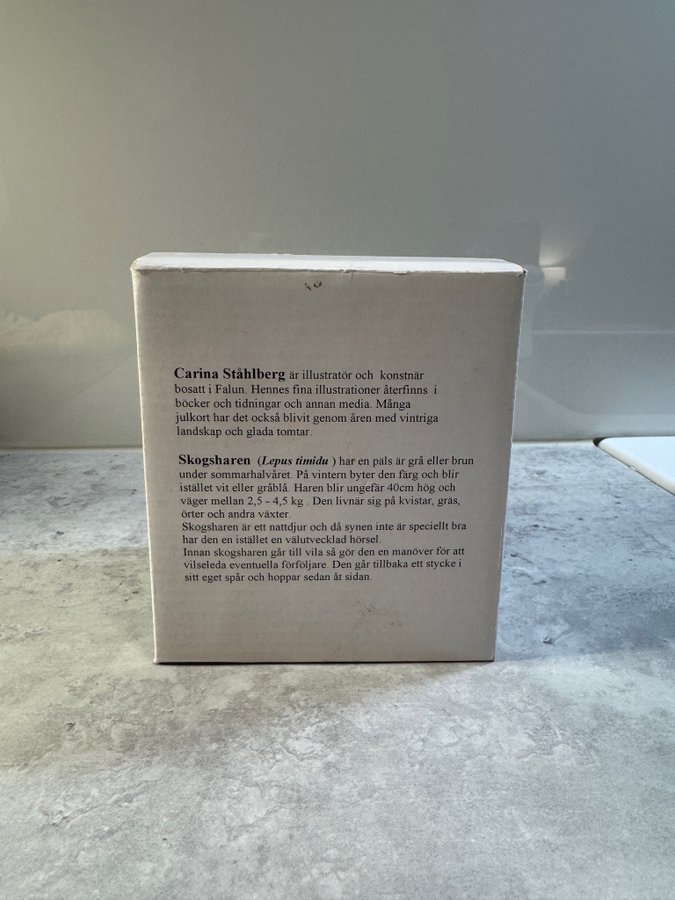 Carina Ståhlberg är illustratör och konstnär
bosatt i Falun. Hennes fina illustrationer återfinns i
böcker och tidningar och annan media. Många
julkort har det också blivit genom åren med vintriga
landskap och glada tomtar.
Skogsharen (Lepus timidu ) har en päls är grå eller brun
under sommarhalvåret. På vintern byter den färg och blir
istället vit eller gråblå. Haren blir ungefär 40cm hög och
väger mellan 2,5 - 4,5 kg . Den livnär sig på kvistar, gräs,
örter och andra växter.
Skogsharen är ett nattdjur och då synen inte är speciellt bra
har den en istället en välutvecklad hörsel.
Innan skogsharen går till vila så gör den en manöver för att
vilseleda eventuella förföljare. Den går tillbaka ett stycke i
sitt eget spår och hoppar sedan åt sidan.